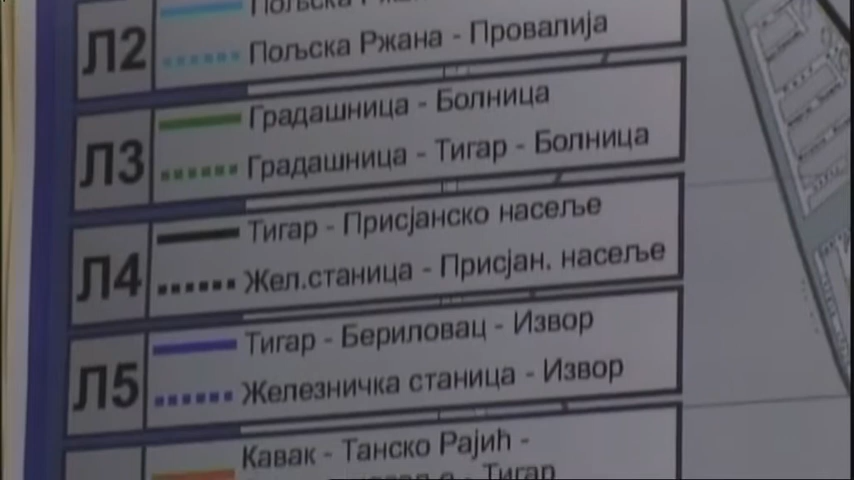 Л2
Пољска
Пољска Ржана - Провалија
Л3
Градашница - Болница
Градашница - Тигар - Болница
Л4
Тигар - Присјанско насеље
Жел.станица - Присјан. насеље
Л5
Тигар - Бериловац - Извор
Железничка станица - Извор
Кавак - Танско Рајић -
- Тигар